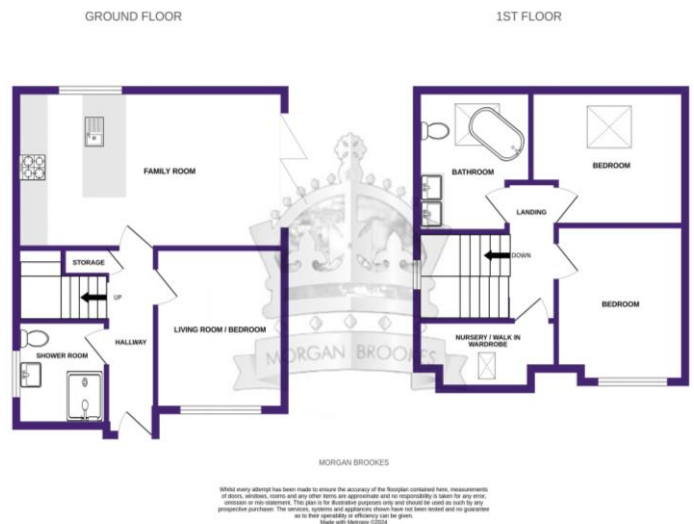 GROUND FLOOR
1ST FLOOR
FAMILY ROOM
STORAGE
UP
LIVING ROOM / BEDROOM
HALLWAY
SHOWER ROOM
BATHROOM
BEDROOM
LANDING
DOWN
BEDROOM
NURSERY / WALK IN
WARDROBE
MORGAN BROOKES
MORGAN BROOKES
Whilst every attempt has been made to ensure the accuracy of the floorplan contained here, measurements
of doors, windows, rooms and any other items are approximate and no responsibility is taken for any error,
omission or mis-statement. This plan is for illustrative purposes only and should be used as such by any
prospective purchaser. The services, systems and appliances shown have not been tested and no guarantee
as to their operability or efficiency can be given.
Made with Metropix ©2024